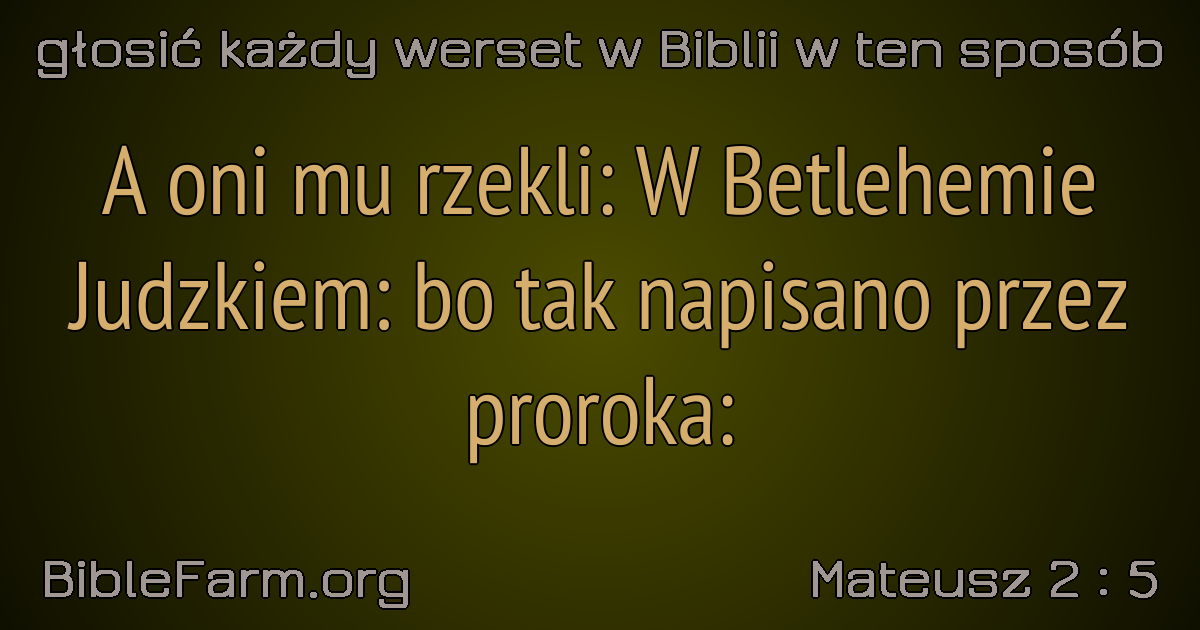 głosić każdy werset w Biblii w ten sposób
A oni mu rzekli: W Betlehemie
Judzkiem: bo tak napisano przez
proroka:
BibleFarm.org
Mateusz 2 : 5